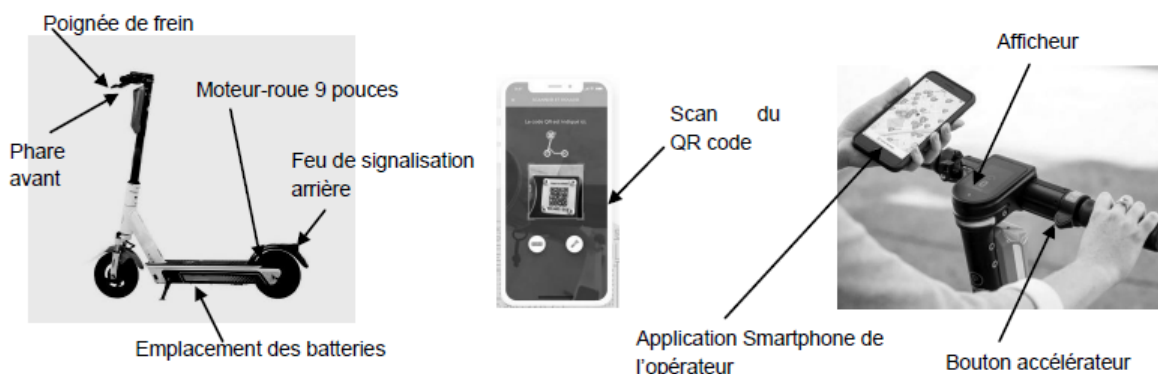 Poignée de frein
Moteur-roue 9 pouces
Phare
avant
Feu de signalisation
arrière
Emplacement des batteries
Scan du
QR code
Afficheur
Application Smartphone de
l'opérateur
Bouton accélérateur